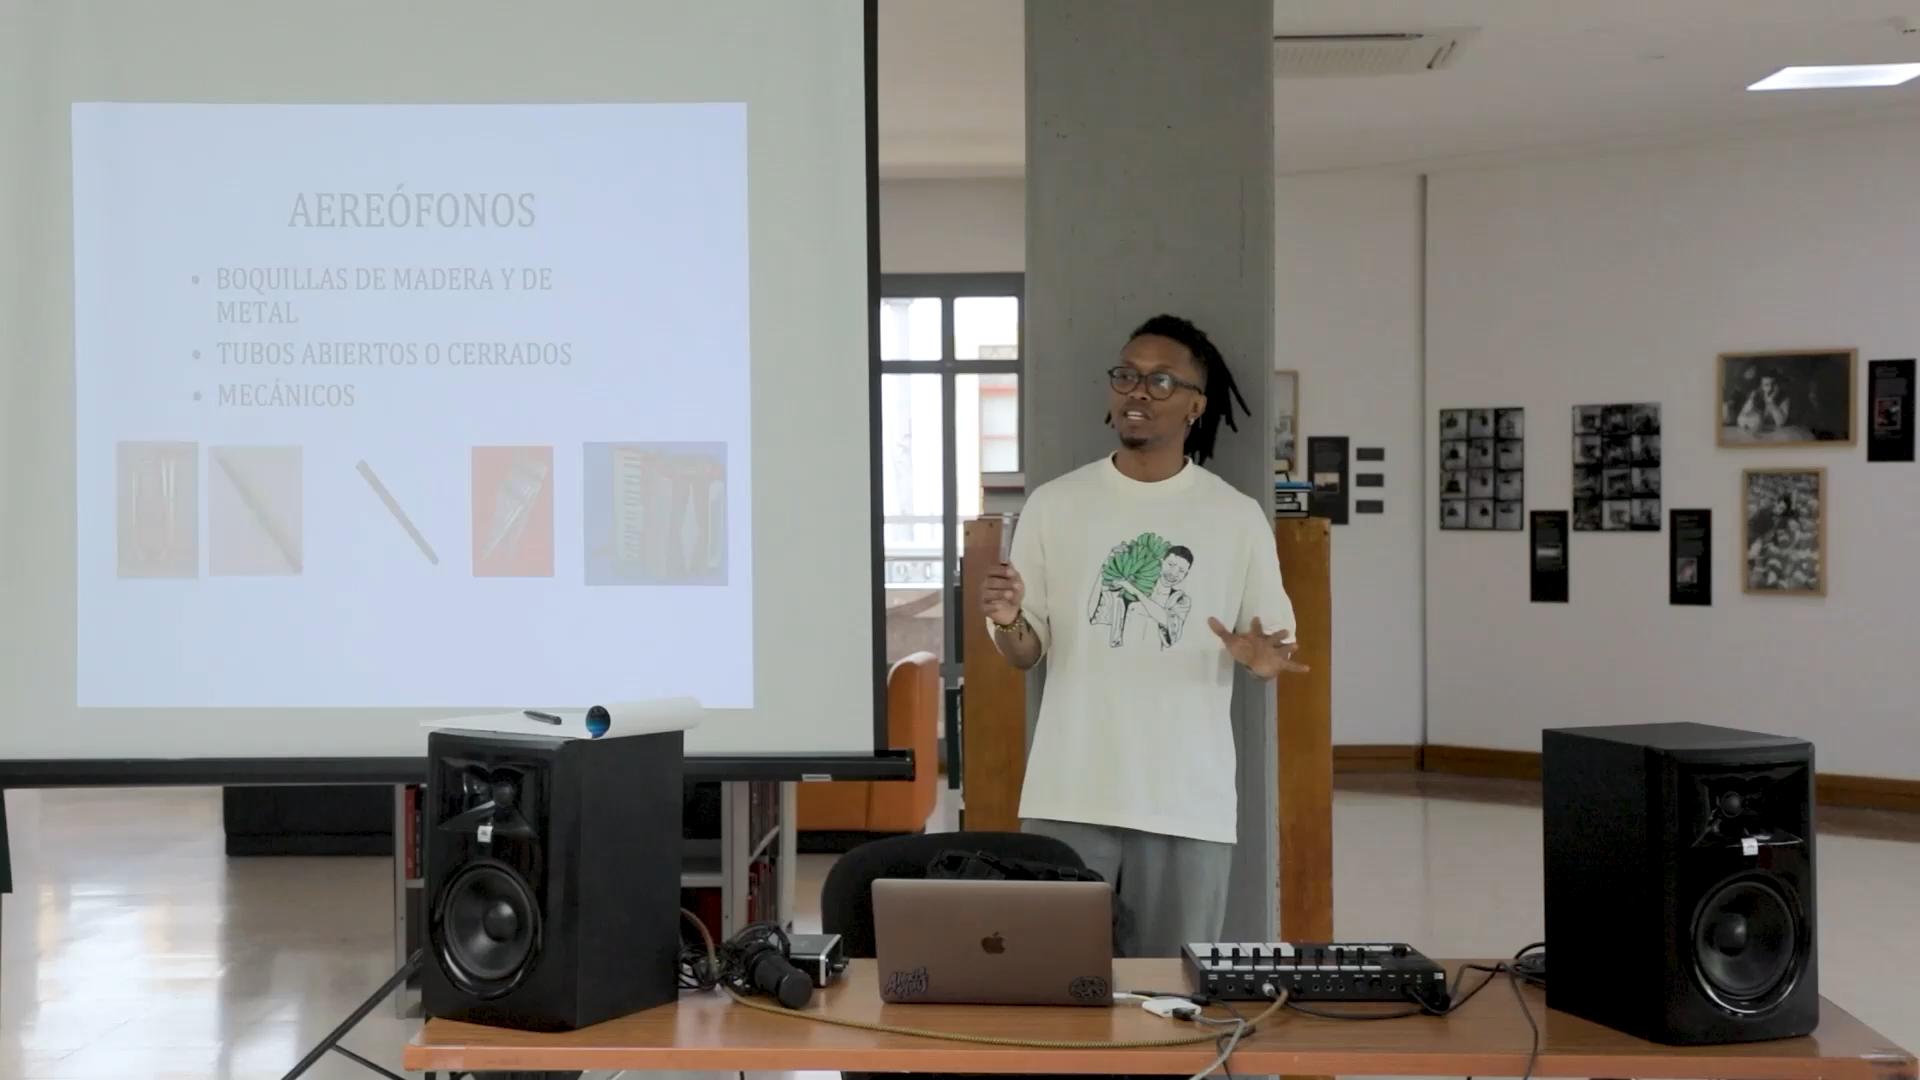 AEREÓFONOS
• BOQUILLAS DE MADERA Y DE
METAL
• TUBOS ABIERTOS O CERRADOS
• MECÁNICOS